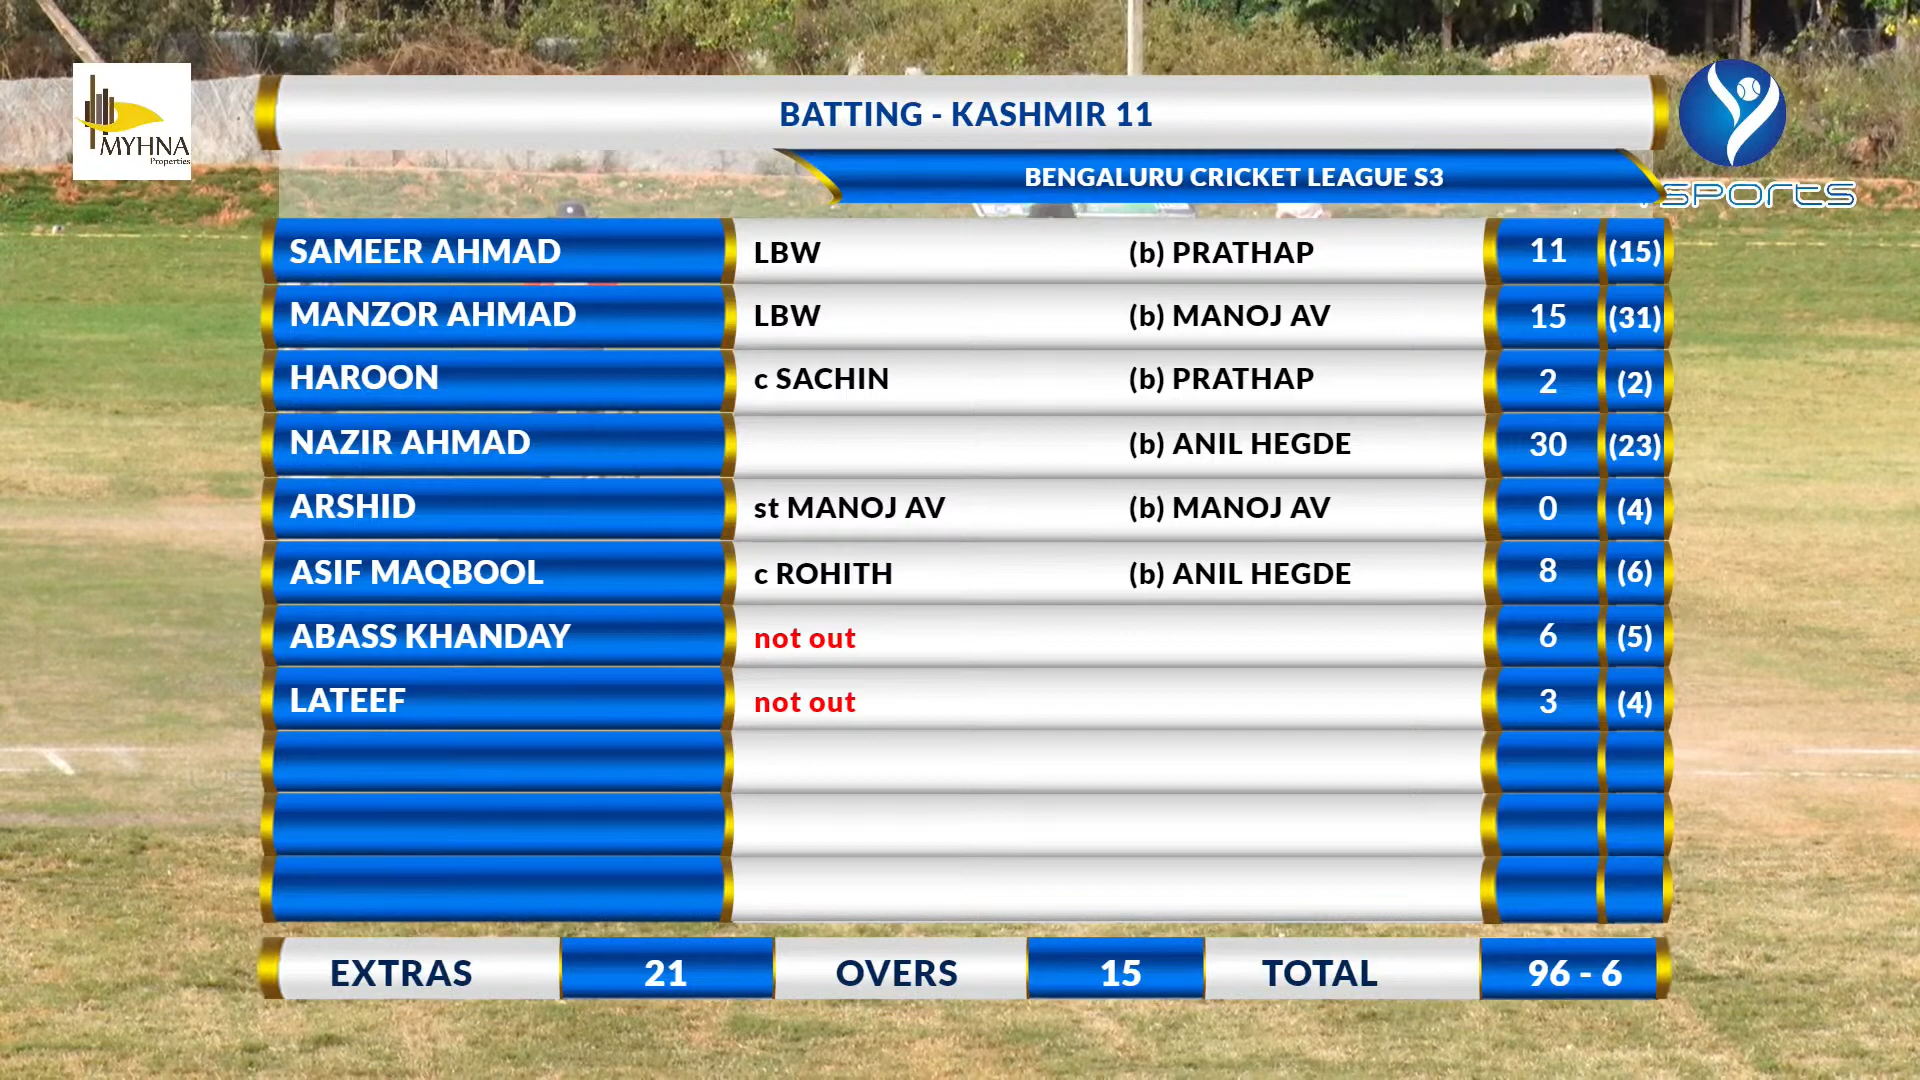 MYHNA
Properties
BATTING - KASHMIR 11
BENGALURU CRICKET LEAGUE S3
sports
SAMEER AHMAD LBW (b) PRATHAP 11 (15)
MANZOR AHMAD LBW (b) MANOJ AV 15 (31)
HAROON c SACHIN (b) PRATHAP 2 (2)
NAZIR AHMAD (b) ANIL HEGDE 30 (23)
ARSHID st MANOJ AV (b) MANOJ AV 0 (4)
ASIF MAQBOOL c ROHITH (b) ANIL HEGDE 8 (6)
ABASS KHANDAY not out 6 (5)
LATEEF not out 3 (4)
EXTRAS 21 OVERS 15 TOTAL 96 - 6